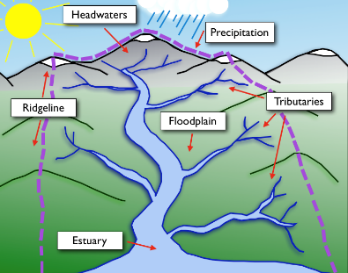 Headwaters
Precipitation
Ridgeline
Tributaries
Floodplain
Estuary